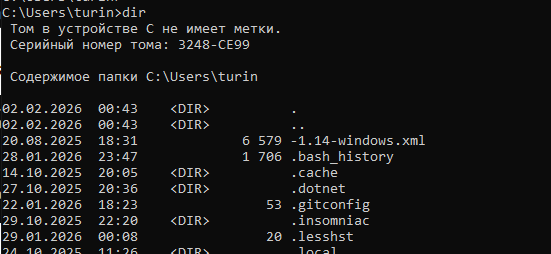 C:\Users\turin>dir
Том в устройстве C не имеет метки.
Серийный номер тома: 3248-CE99
Содержимое папки C:\Users\turin
02.02.2026 00:43 <DIR> .
02.02.2026 00:43 <DIR> ..
20.08.2025 18:31 6 579 -1.14-windows.xml
28.01.2026 23:47 1 706 .bash_history
14.10.2025 20:05 <DIR> .cache
27.10.2025 20:36 <DIR> .dotnet
22.01.2026 18:23 53 .gitconfig
29.10.2025 22:20 <DIR> .insomniac
29.01.2026 00:08 20 .lesshst
24.10.2025 11:26 <DIR> .local